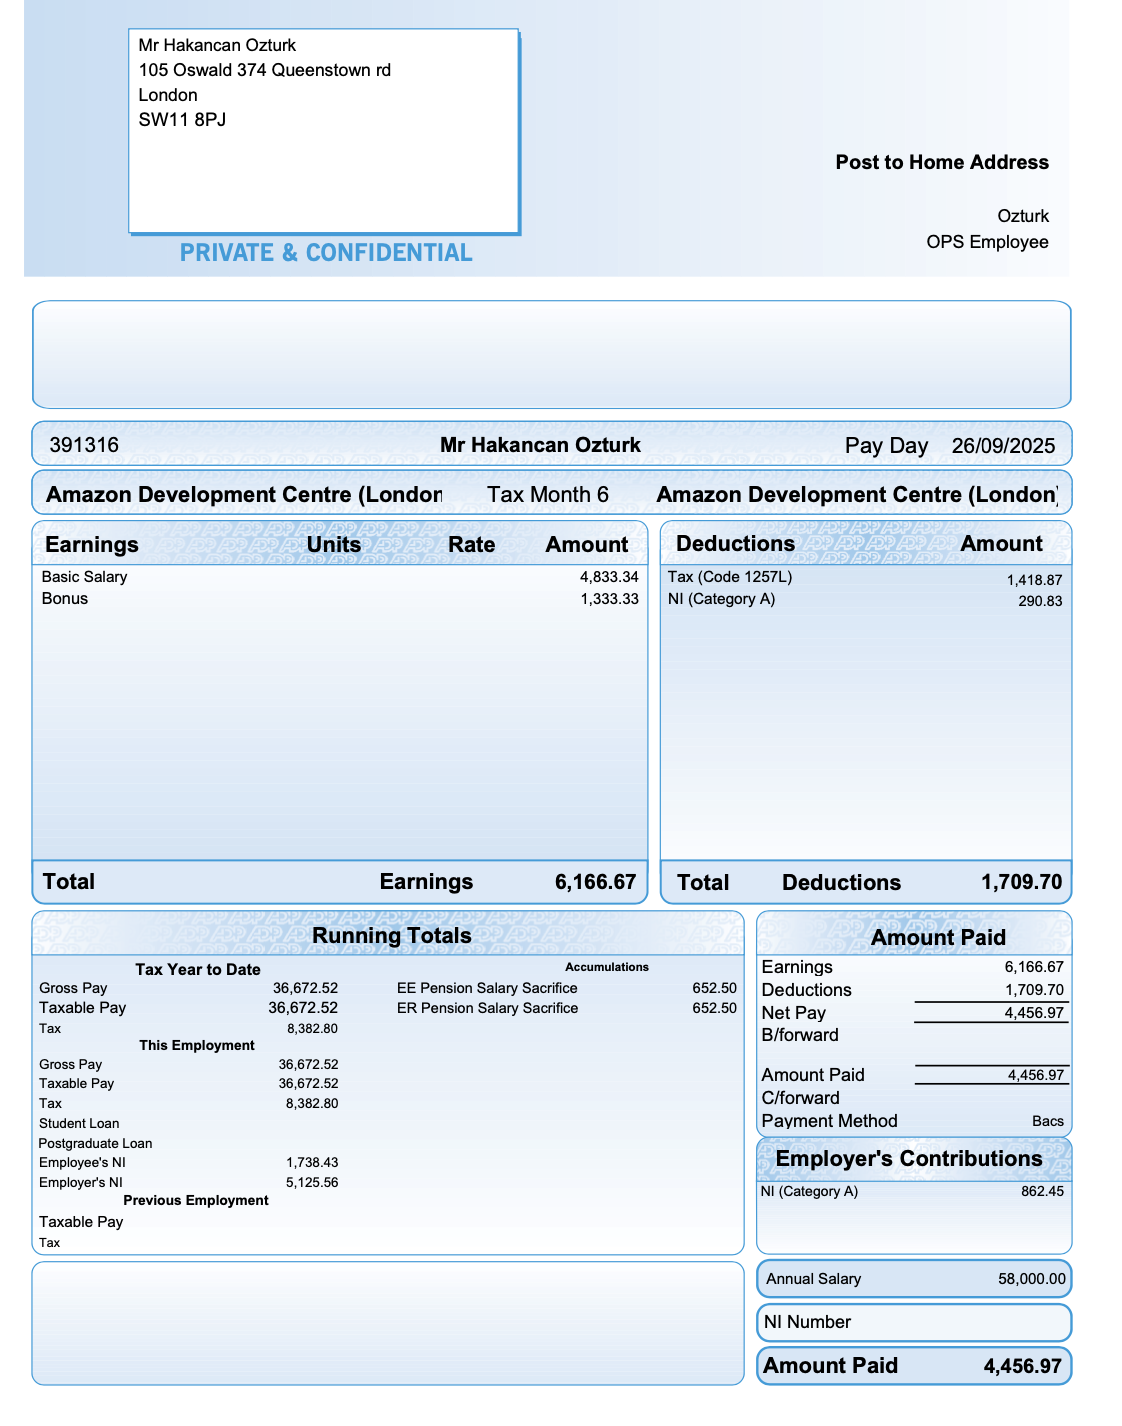 Mr Hakancan Ozturk
105 Oswald 374 Queenstown rd
London
SW11 8PJ
Post to Home Address
Ozturk
OPS Employee
PRIVATE & CONFIDENTIAL
391316 Mr Hakancan Ozturk Pay Day 26/09/2025
Amazon Development Centre (London Tax Month 6 Amazon Development Centre (London)
Earnings Units Rate Amount
Basic Salary 4,833.34
Bonus 1,333.33
Total Earnings 6,166.67
Deductions Amount
Tax (Code 1257L) 1,418.87
NI (Category A) 290.83
Total Deductions 1,709.70
Running Totals
Tax Year to Date Accumulations
Gross Pay 36,672.52 EE Pension Salary Sacrifice 652.50
Taxable Pay 36,672.52 ER Pension Salary Sacrifice 652.50
Tax 8,382.80
This Employment
Gross Pay 36,672.52
Taxable Pay 36,672.52
Tax 8,382.80
Student Loan
Postgraduate Loan
Employee's NI 1,738.43
Employer's NI 5,125.56
Previous Employment
Taxable Pay
Tax
Amount Paid
Earnings 6,166.67
Deductions 1,709.70
Net Pay 4,456.97
B/forward
Amount Paid 4,456.97
C/forward
Payment Method Bacs
Employer's Contributions
NI (Category A) 862.45
Annual Salary 58,000.00
NI Number
Amount Paid 4,456.97